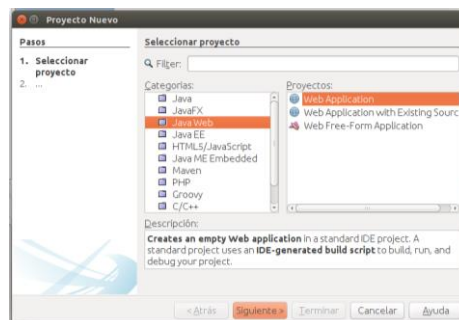 Proyecto Nuevo
Pasos
1. Seleccionar
proyecto
2. ...
Seleccionar proyecto
Filter:
Categorías:
Java
JavaFX
Java Web
Java EE
HTML5/JavaScript
Java ME Embedded
Maven
PHP
Groovy
C/C++
Proyectos:
Web Application
Web Application with Existing Sourc
Web Free-Form Application
Descripción:
Creates an empty Web application in a standard IDE project. A
standard project uses an IDE-generated build script to build, run, and
debug your project.
< Atrás
Siguiente >
Terminar
Cancelar
Ayuda